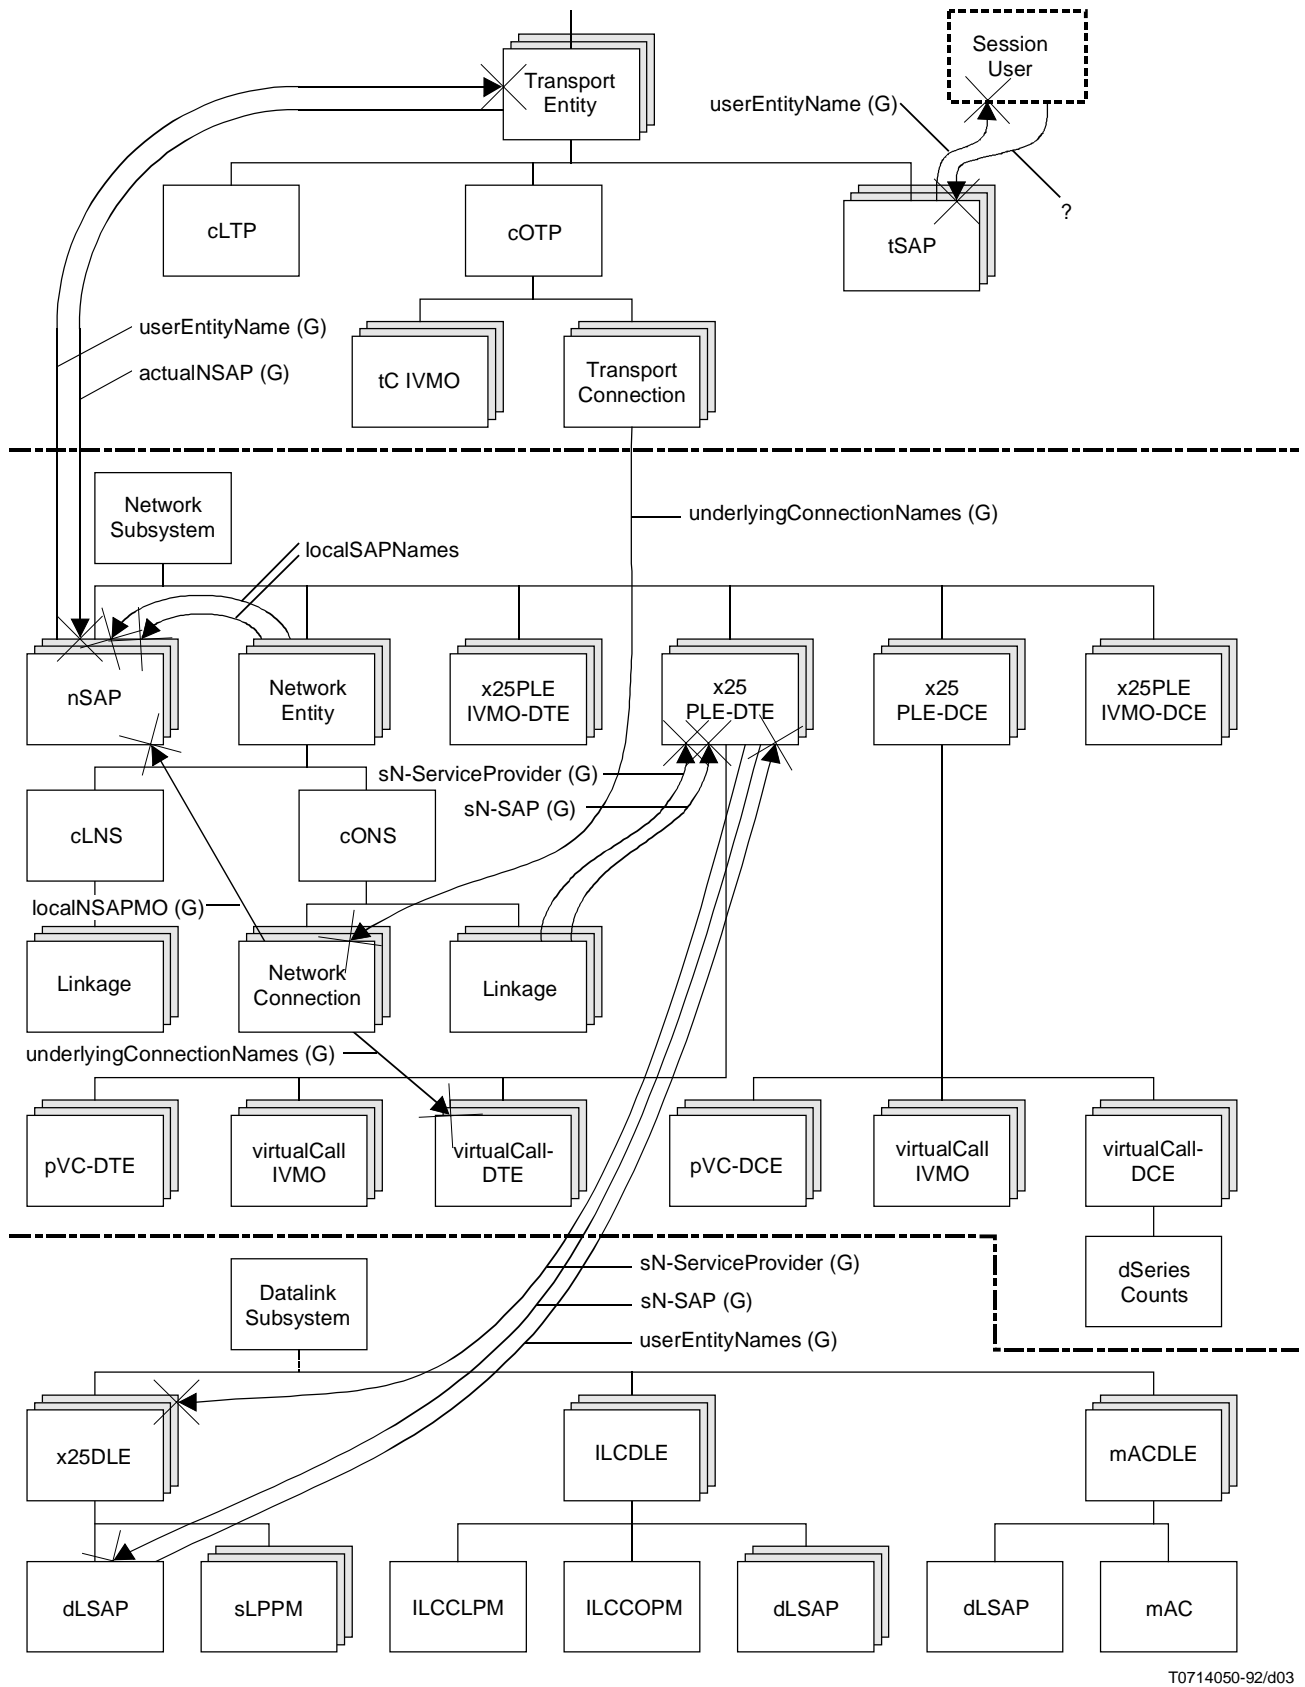 Session
User
Transport
Entity
userEntityName (G)
?
cLTP
cOTP
tSAP
userEntityName (G)
actualNSAP (G)
tC IVMO
Transport
Connection
Network
Subsystem
underlyingConnectionNames (G)
localSAPNames
nSAP
Network
Entity
x25PLE
IVMO-DTE
x25
PLE-DTE
x25
PLE-DCE
x25PLE
IVMO-DCE
sN-ServiceProvider (G)
sN-SAP (G)
cLNS
cONS
localNSAPMO (G)
Linkage
Network
Connection
Linkage
underlyingConnectionNames (G)
pVC-DTE
virtualCall
IVMO
virtualCall-
DTE
pVC-DCE
virtualCall
IVMO
virtualCall-
DCE
sN-ServiceProvider (G)
sN-SAP (G)
userEntityNames (G)
dSeries
Counts
Datalink
Subsystem
x25DLE
lLCDLE
mACDLE
dLSAP
sLPPM
lLCCLPM
lLCCOPM
dLSAP
dLSAP
mAC
T0714050-92/d03